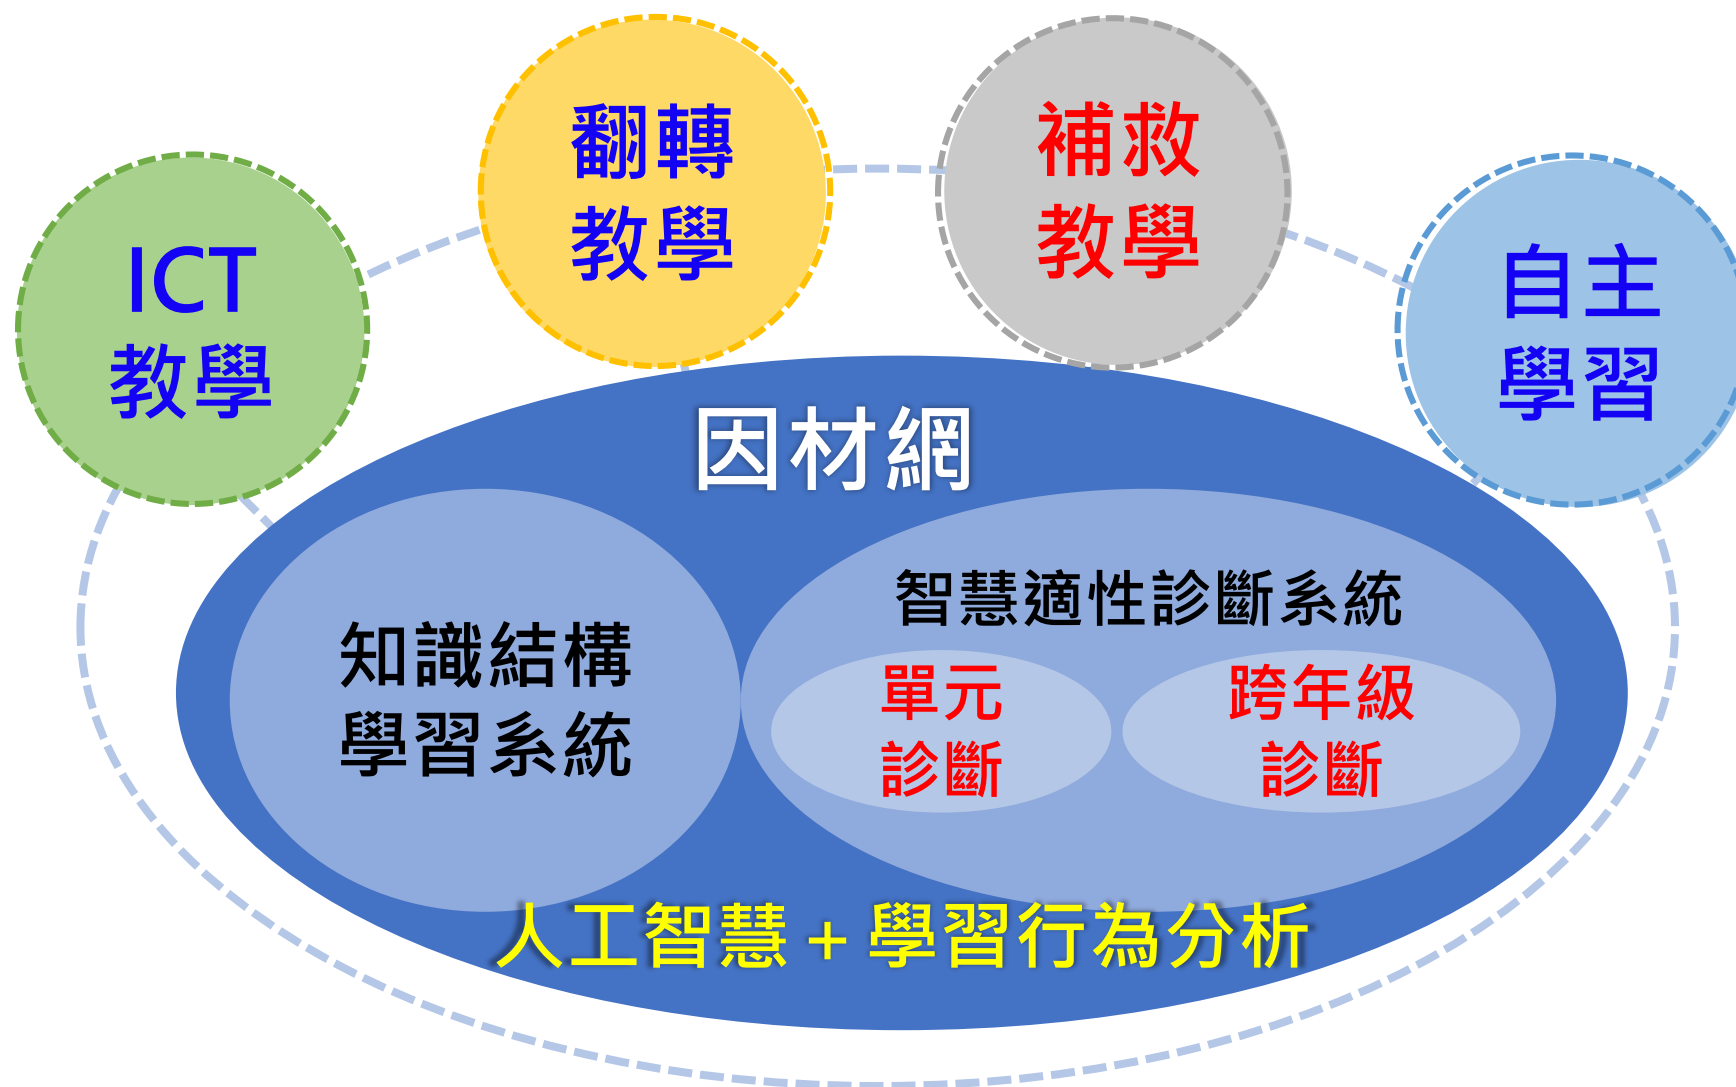 ICT
教學
翻轉
教學
補救
教學
自主
學習
因材網
知識結構
學習系統
智慧適性診斷系統
單元
診斷
跨年級
診斷
人工智慧+學習行為分析